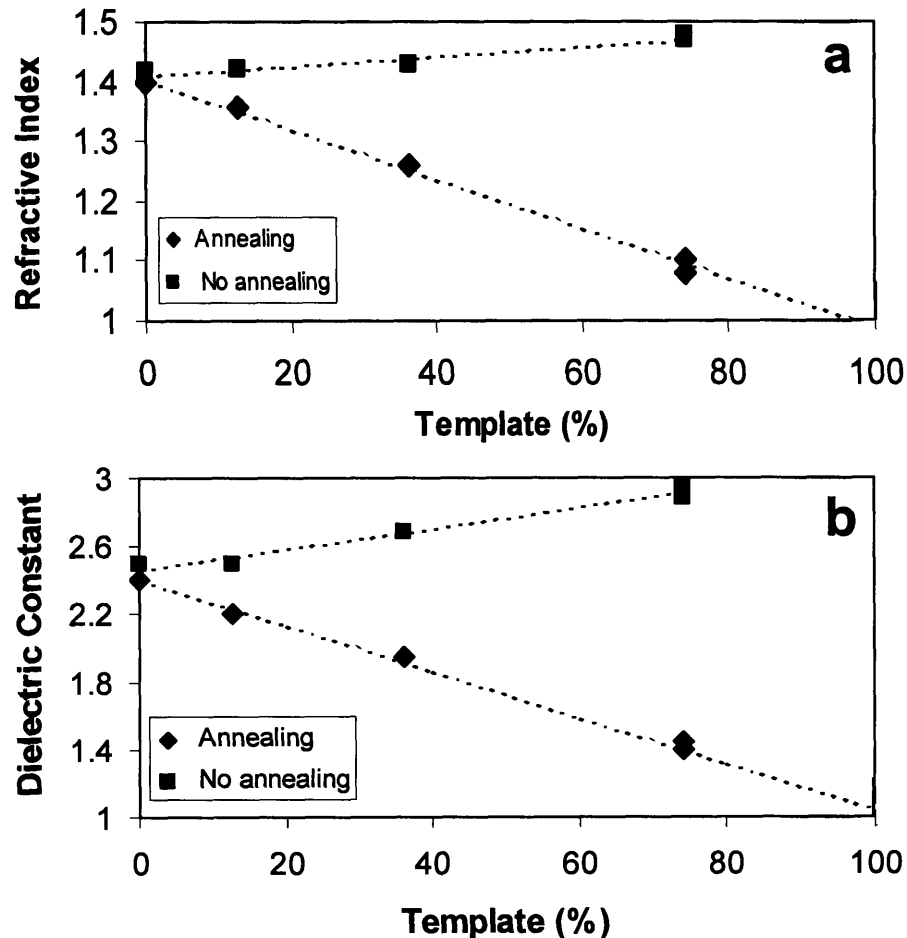 1.5
a
1.4
1.3
1.2
1.1
1
Refractive Index
Annealing
No annealing
0 20 40 60 80 100
Template (%)
3
b
2.6
2.2
1.8
1.4
1
Dielectric Constant
Annealing
No annealing
0 20 40 60 80 100
Template (%)